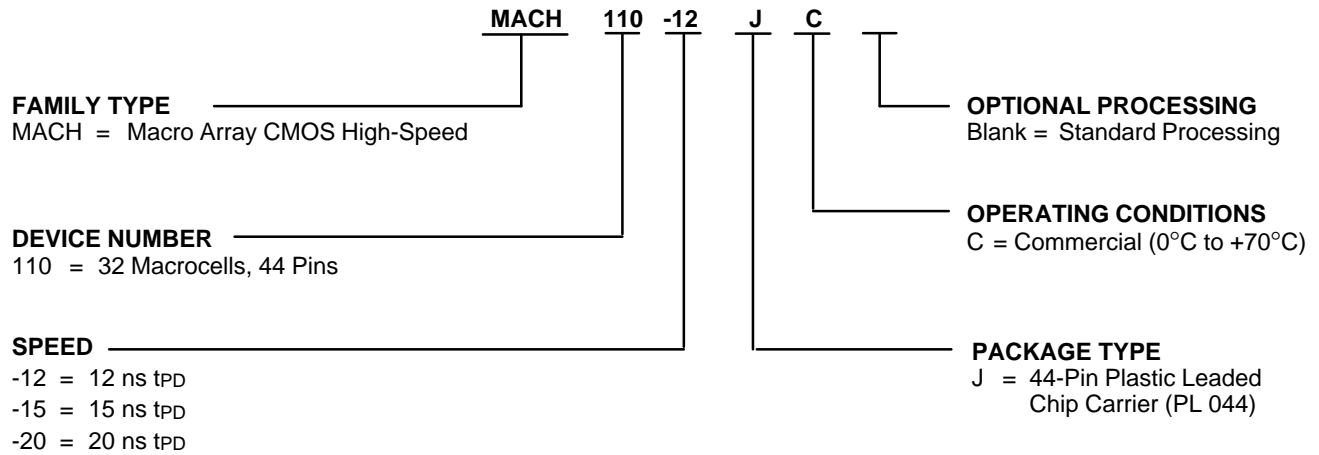 MACH 110 -12 J C
FAMILY TYPE
MACH = Macro Array CMOS High-Speed
DEVICE NUMBER
110 = 32 Macrocells, 44 Pins
SPEED
-12 = 12 ns tPD
-15 = 15 ns tPD
-20 = 20 ns tPD
OPTIONAL PROCESSING
Blank = Standard Processing
OPERATING CONDITIONS
C = Commercial (0°C to +70°C)
PACKAGE TYPE
J = 44-Pin Plastic Leaded
Chip Carrier (PL 044)